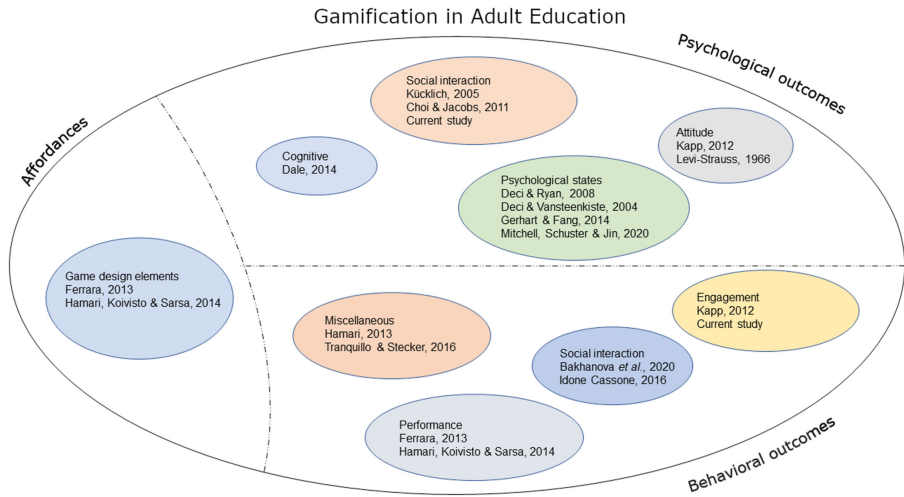 Gamification in Adult Education
Psychological outcomes
Affordances
Social interaction
Kücklich, 2005
Choi & Jacobs, 2011
Current study
Attitude
Kapp, 2012
Levi-Strauss, 1966
Cognitive
Dale, 2014
Psychological states
Deci & Ryan, 2008
Deci & Vansteenkiste, 2004
Gerhart & Fang, 2014
Mitchell, Schuster & Jin, 2020
Game design elements
Ferrara, 2013
Hamari, Koivisto & Sarsa, 2014
Engagement
Kapp, 2012
Current study
Miscellaneous
Hamari, 2013
Tranquillo & Stecker, 2016
Social interaction
Bakhanova et al., 2020
Idone Cassone, 2016
Performance
Ferrara, 2013
Hamari, Koivisto & Sarsa, 2014
Behavioral outcomes